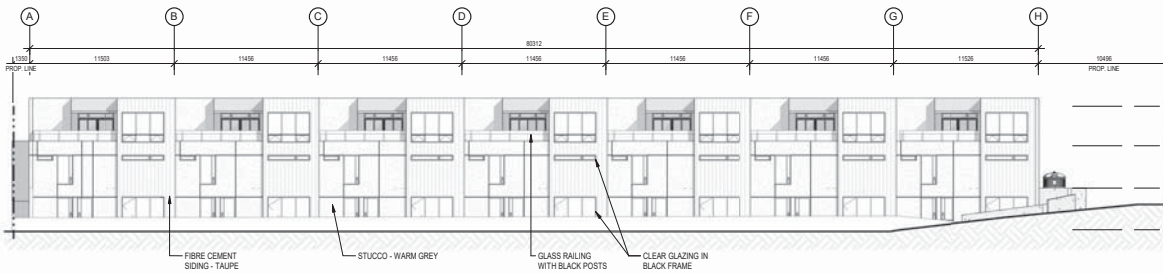 A B C D E F G H
80312
1350 11503 11456 11456 11456 11456 11456 11526 10496
PROP. LINE PROP. LINE
FIBRE CEMENT
SIDING - TAUPE
STUCCO - WARM GREY
GLASS RAILING
WITH BLACK POSTS
CLEAR GLAZING IN
BLACK FRAME